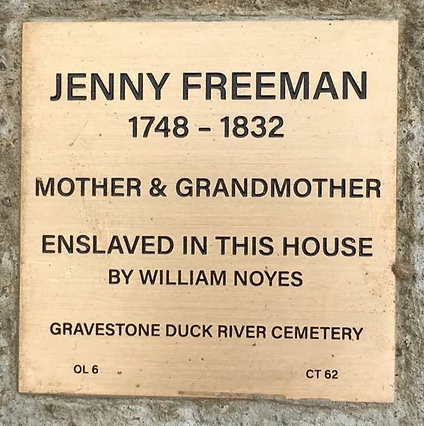 JENNY FREEMAN
1748 – 1832
MOTHER & GRANDMOTHER
ENSLAVED IN THIS HOUSE
BY WILLIAM NOYES
GRAVESTONE DUCK RIVER CEMETERY
OL 6 CT 62